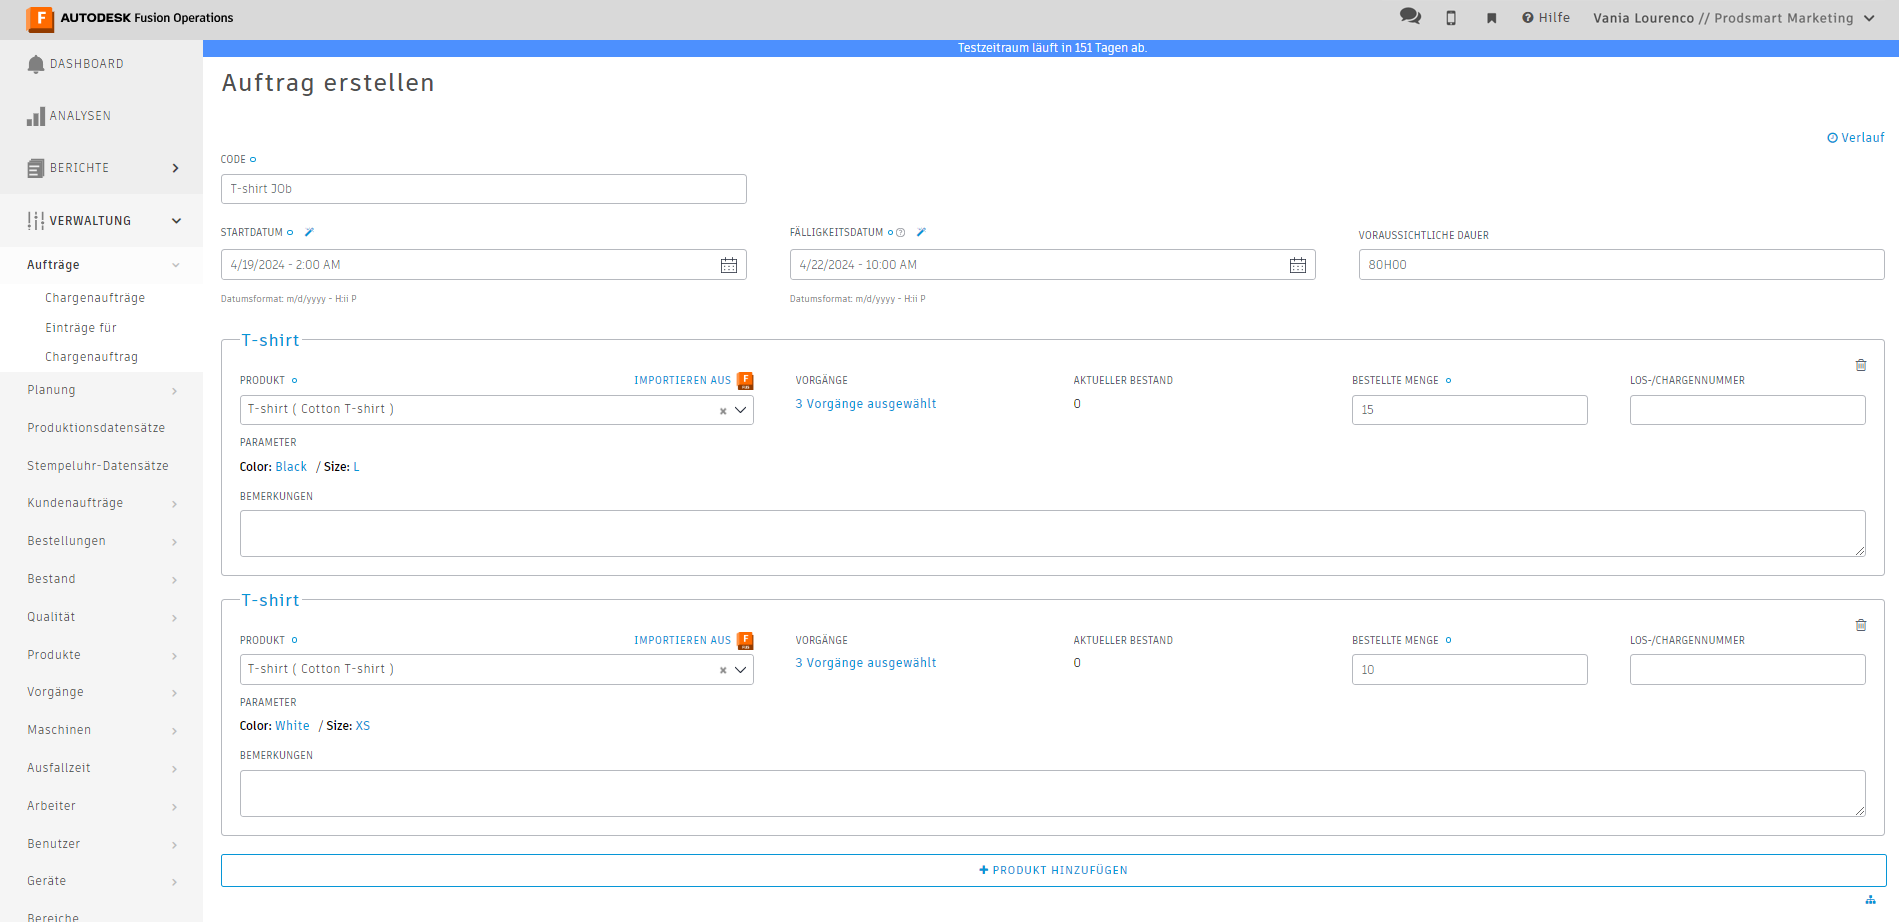 AUTODESK Fusion Operations
Hilfe
Vania Lourenco // Prodsmart Marketing
Testzeitraum läuft in 151 Tagen ab.
DASHBOARD
ANALYSEN
BERICHTE
VERWALTUNG
Aufträge
Chargenaufträge
Einträge für
Chargenauftrag
Planung
Produktionsdatensätze
Stempeluhr-Datensätze
Kundenaufträge
Bestellungen
Bestand
Qualität
Produkte
Vorgänge
Maschinen
Ausfallzeit
Arbeiter
Benutzer
Geräte
Bereiche
Auftrag erstellen
Verlauf
CODE
T-shirt JOb
STARTDATUM
4/19/2024 - 2:00 AM
Datumsformat: m/d/yyyy - H:ii P
FÄLLIGKEITSDATUM
4/22/2024 - 10:00 AM
Datumsformat: m/d/yyyy - H:ii P
VORAUSSICHTLICHE DAUER
80H00
T-shirt
PRODUKT
IMPORTIEREN AUS
T-shirt ( Cotton T-shirt )
VORGÄNGE
3 Vorgänge ausgewählt
AKTUELLER BESTAND
0
BESTELLTE MENGE
15
LOS-/CHARGENNUMMER
PARAMETER
Color: Black / Size: L
BEMERKUNGEN
T-shirt
PRODUKT
IMPORTIEREN AUS
T-shirt ( Cotton T-shirt )
VORGÄNGE
3 Vorgänge ausgewählt
AKTUELLER BESTAND
0
BESTELLTE MENGE
10
LOS-/CHARGENNUMMER
PARAMETER
Color: White / Size: XS
BEMERKUNGEN
+ PRODUKT HINZUFÜGEN